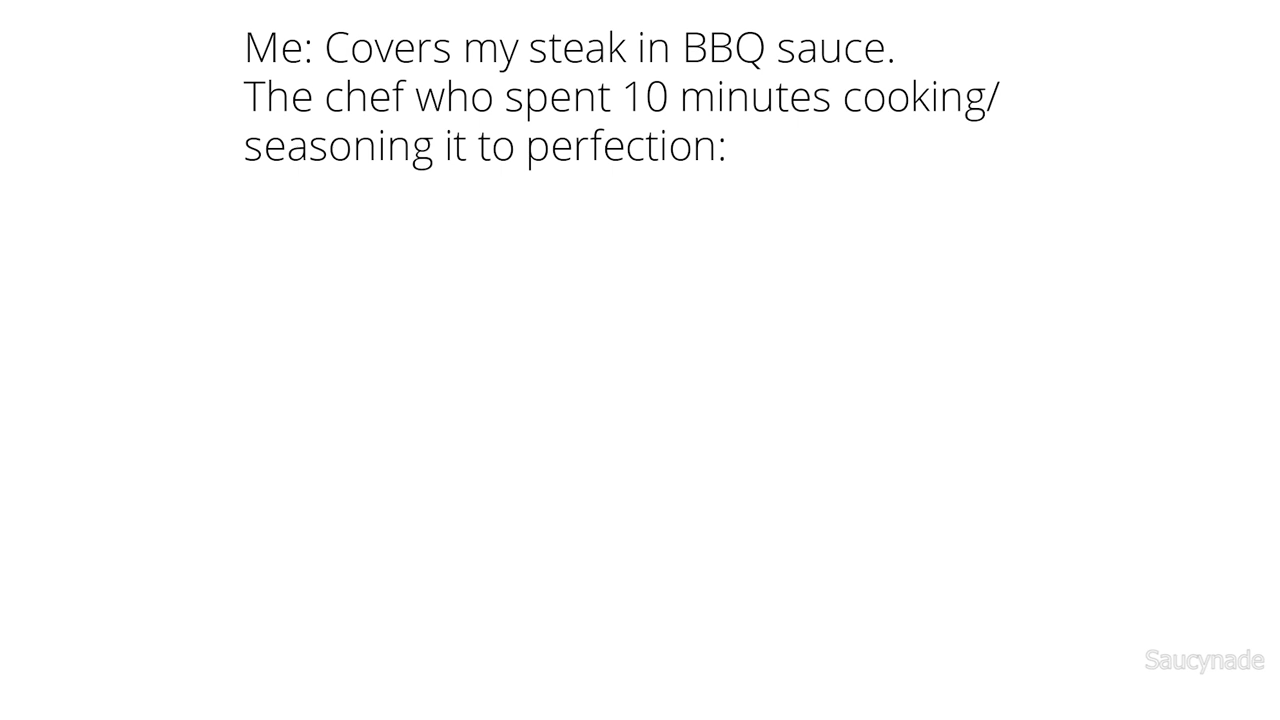 Me: Covers my steak in BBQ sauce.
The chef who spent 10 minutes cooking/
seasoning it to perfection:
Saucynade